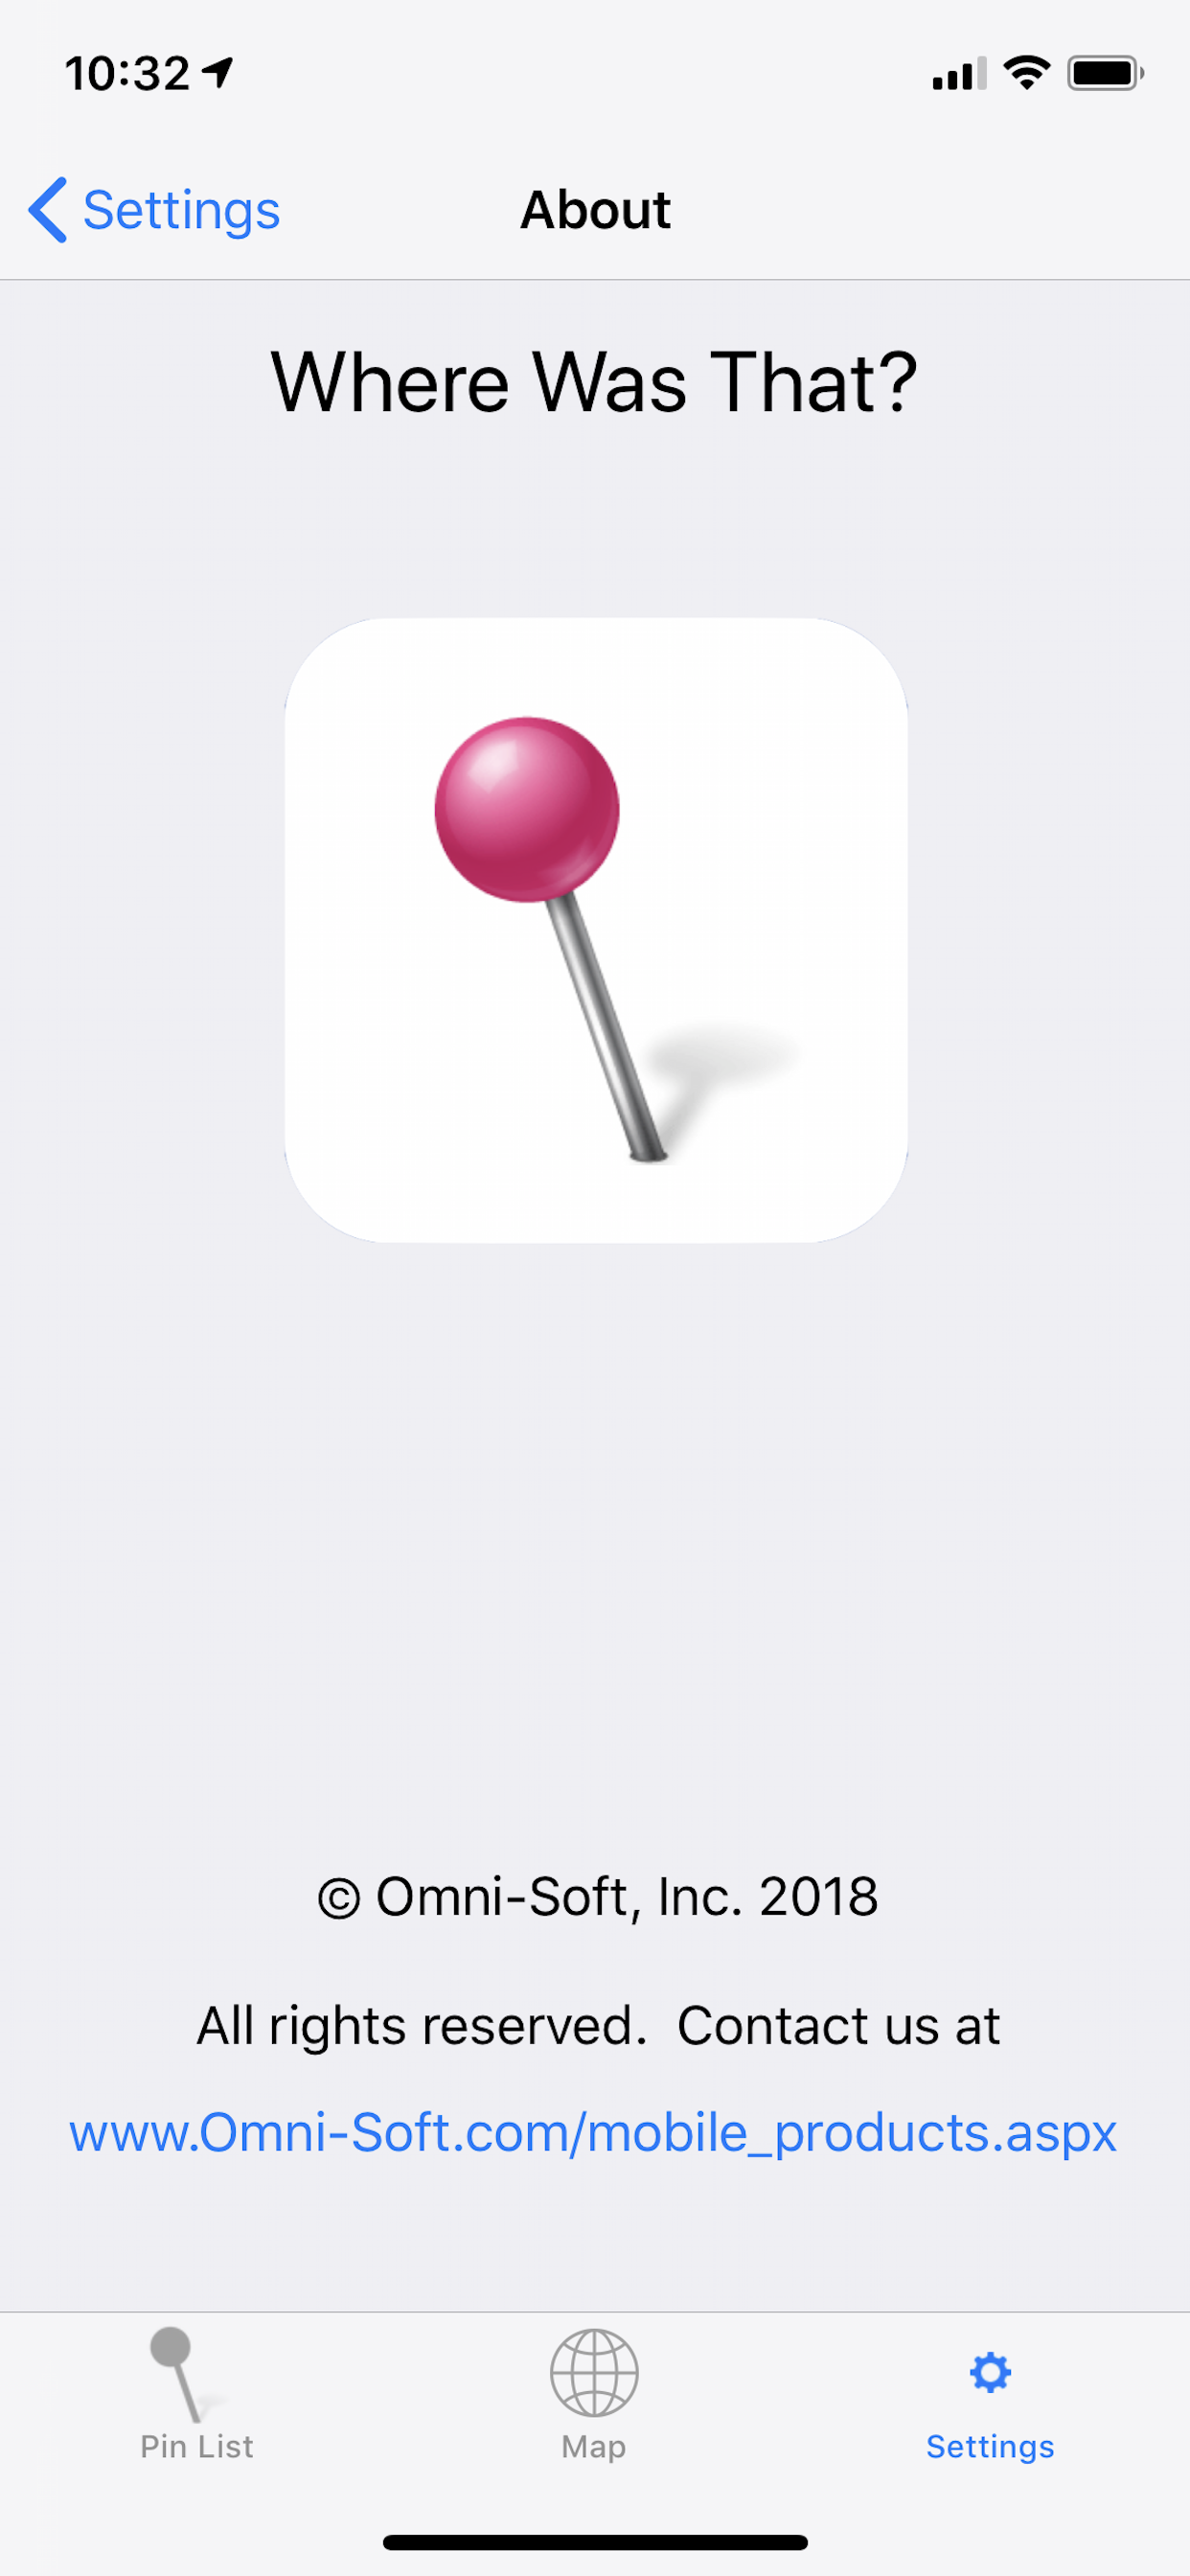 10:32
Settings
About
Where Was That?
© Omni-Soft, Inc. 2018
All rights reserved.  Contact us at
www.Omni-Soft.com/mobile_products.aspx
Pin List
Map
Settings